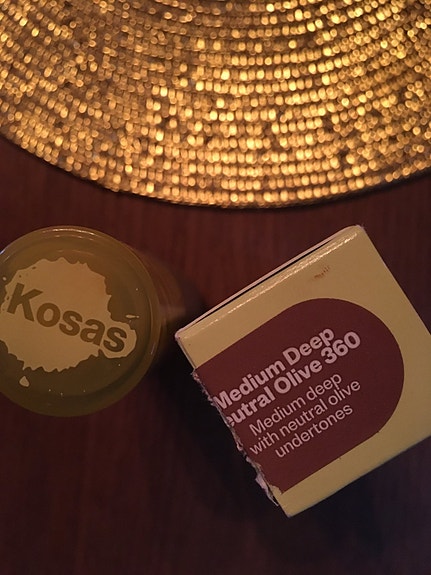 Kosas
Medium Deep
eutral Olive 360
Medium deep
with neutral olive
undertones